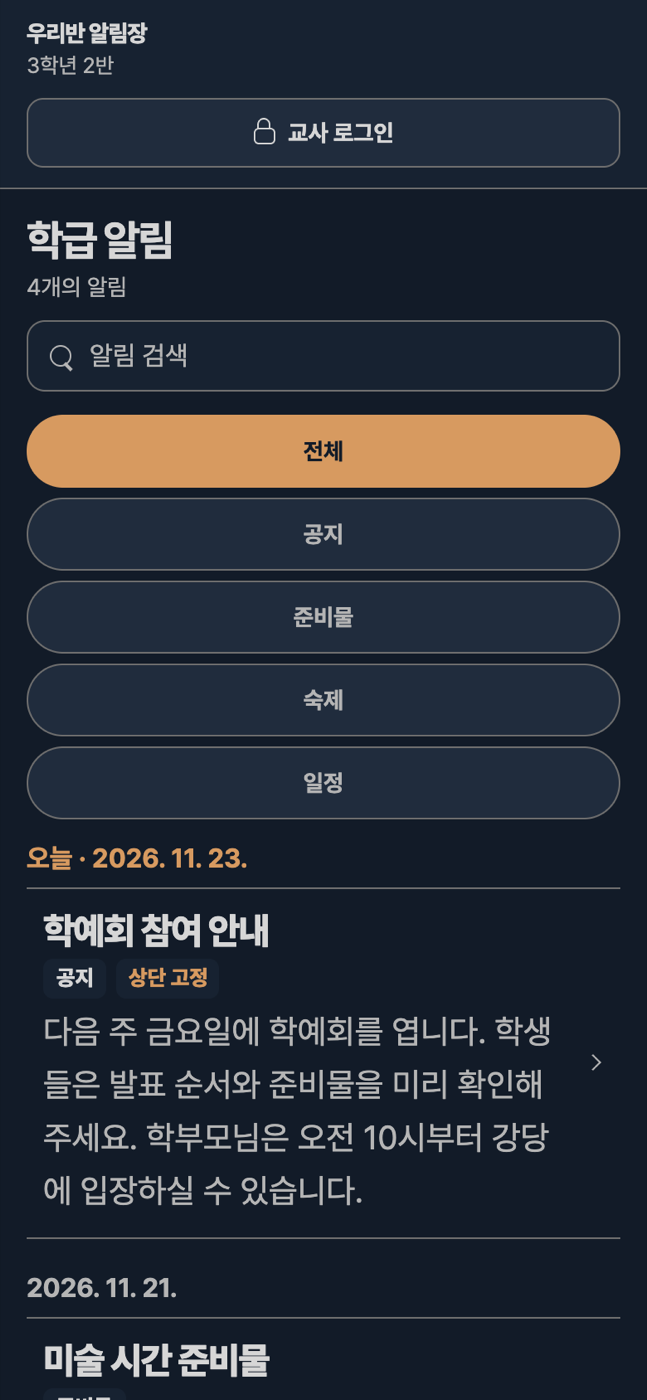 우리반 알림장
3학년 2반
교사 로그인
학급 알림
4개의 알림
알림 검색
전체
공지
준비물
숙제
일정
오늘 · 2026. 11. 23.
학예회 참여 안내
공지 상단 고정
다음 주 금요일에 학예회를 엽니다. 학생
들은 발표 순서와 준비물을 미리 확인해
주세요. 학부모님은 오전 10시부터 강당
에 입장하실 수 있습니다.
2026. 11. 21.
미술 시간 준비물